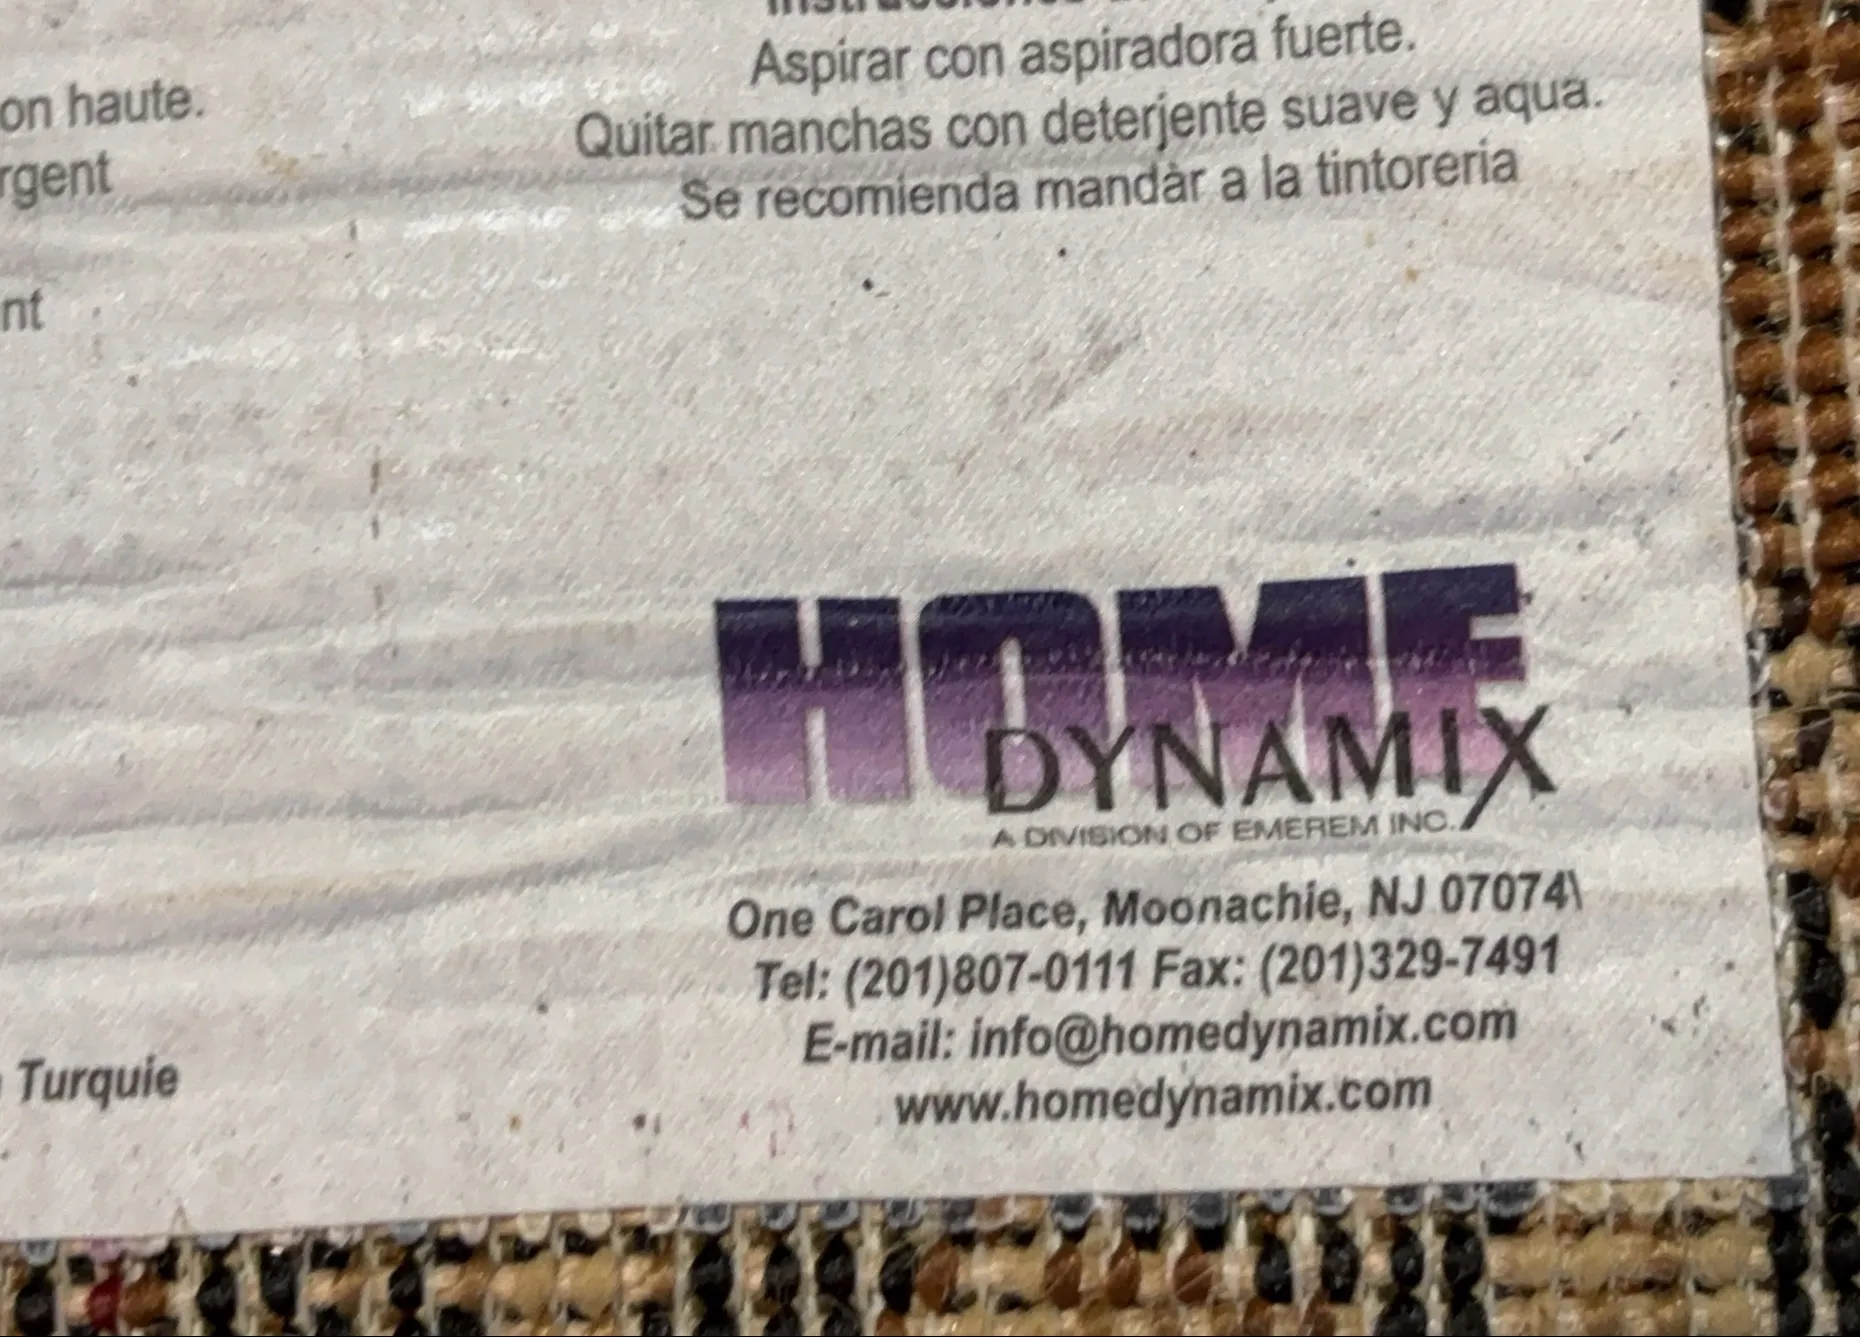 on haute.
rgent
nt
Turquie
Aspirar con aspiradora fuerte.
Quitar manchas con deterjente suave y aqua.
Se recomienda mandàr a la tintoreria
HOME
DYNAMIX
A DIVISION OF EMEREM INC.
One Carol Place, Moonachie, NJ 07074\
Tel: (201)807-0111 Fax: (201)329-7491
E-mail: info@homedynamix.com
www.homedynamix.com